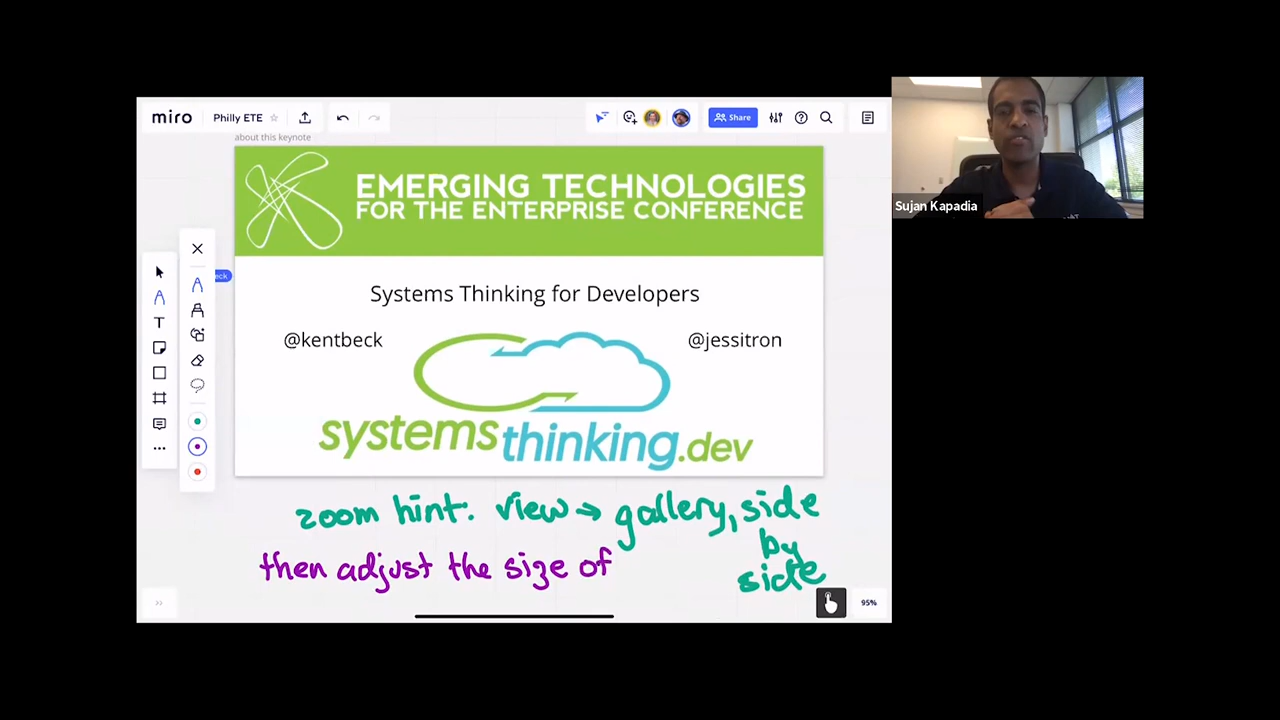 miro
Philly ETE
Share
about this keynote
EMERGING TECHNOLOGIES
FOR THE ENTERPRISE CONFERENCE
eck
Systems Thinking for Developers
@kentbeck
@jessitron
systemsthinking.dev
zoom hint: view → gallery, side
by
side
then adjust the size of
95%
Sujan Kapadia